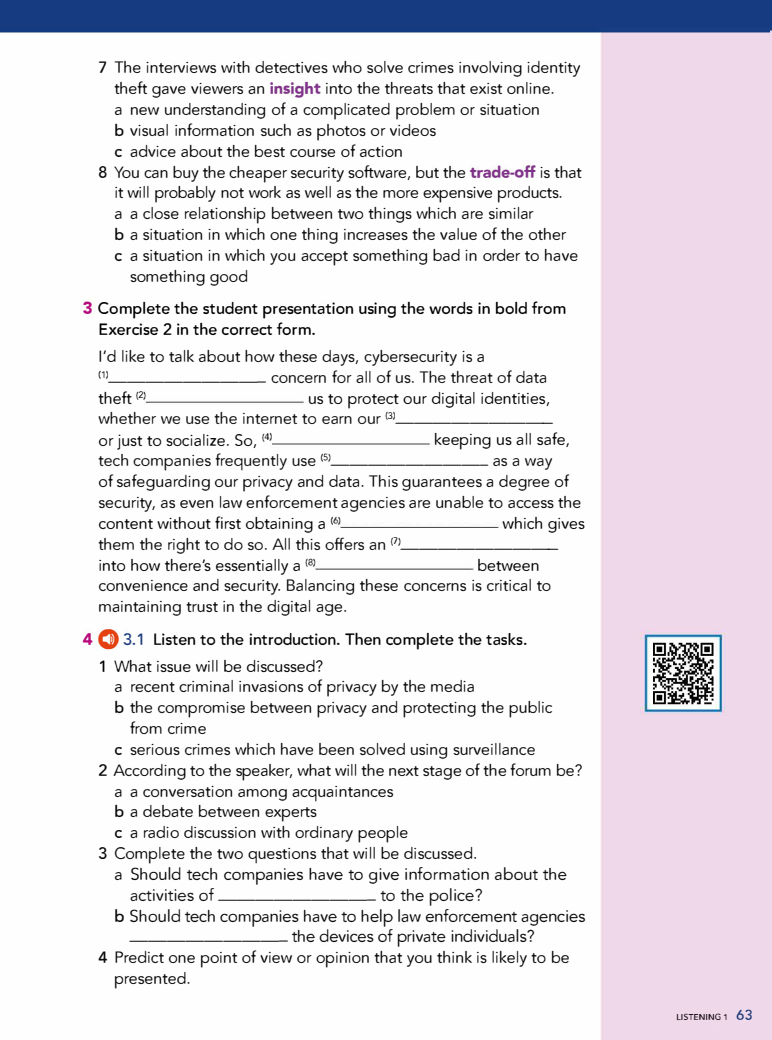 7 The interviews with detectives who solve crimes involving identity
theft gave viewers an insight into the threats that exist online.
a new understanding of a complicated problem or situation
b visual information such as photos or videos
c advice about the best course of action
8 You can buy the cheaper security software, but the trade-off is that
it will probably not work as well as the more expensive products.
a a close relationship between two things which are similar
b a situation in which one thing increases the value of the other
c a situation in which you accept something bad in order to have
something good
3 Complete the student presentation using the words in bold from
Exercise 2 in the correct form.
I'd like to talk about how these days, cybersecurity is a
(1)_________________ concern for all of us. The threat of data
theft (2)_________________ us to protect our digital identities,
whether we use the internet to earn our (3)_________________
or just to socialize. So, (4)_________________ keeping us all safe,
tech companies frequently use (5)_________________ as a way
of safeguarding our privacy and data. This guarantees a degree of
security, as even law enforcement agencies are unable to access the
content without first obtaining a (6)_________________ which gives
them the right to do so. All this offers an (7)_________________
into how there's essentially a (8)_________________ between
convenience and security. Balancing these concerns is critical to
maintaining trust in the digital age.
4 3.1 Listen to the introduction. Then complete the tasks.
1 What issue will be discussed?
a recent criminal invasions of privacy by the media
b the compromise between privacy and protecting the public
from crime
c serious crimes which have been solved using surveillance
2 According to the speaker, what will the next stage of the forum be?
a a conversation among acquaintances
b a debate between experts
c a radio discussion with ordinary people
3 Complete the two questions that will be discussed.
a Should tech companies have to give information about the
activities of _________________ to the police?
b Should tech companies have to help law enforcement agencies
_________________ the devices of private individuals?
4 Predict one point of view or opinion that you think is likely to be
presented.
LISTENING 1 63